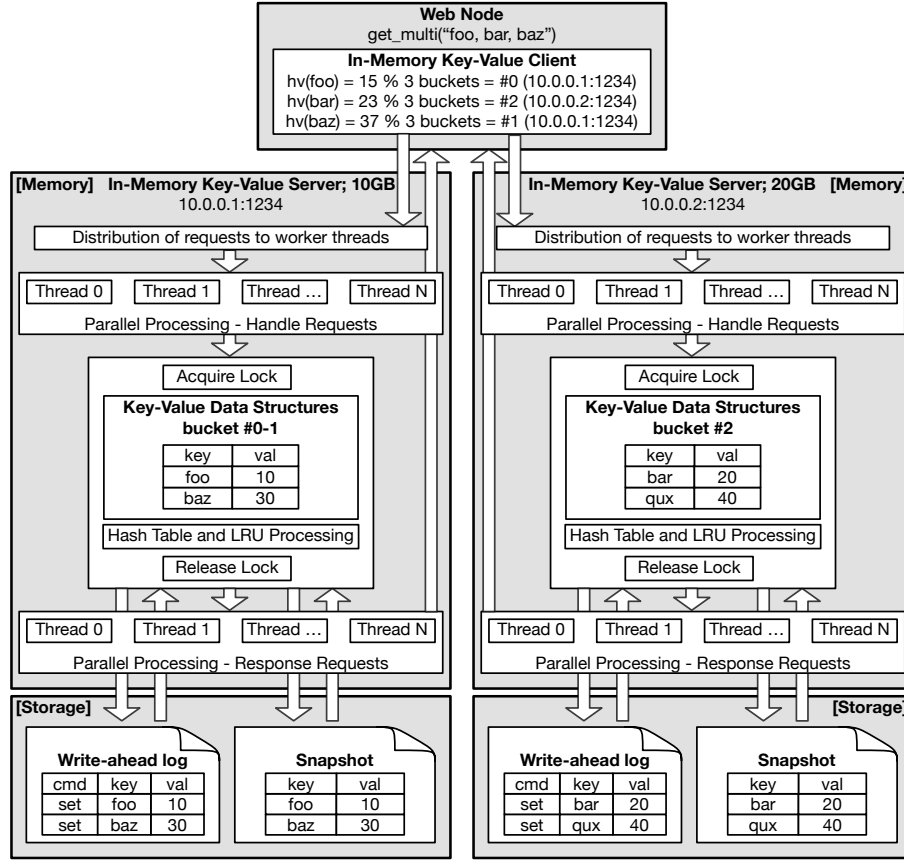 Web Node
get_multi(“foo, bar, baz”)
In-Memory Key-Value Client
hv(foo) = 15 % 3 buckets = #0 (10.0.0.1:1234)
hv(bar) = 23 % 3 buckets = #2 (10.0.0.2:1234)
hv(baz) = 37 % 3 buckets = #1 (10.0.0.1:1234)
[Memory] In-Memory Key-Value Server; 10GB
10.0.0.1:1234
Distribution of requests to worker threads
Thread 0 Thread 1 Thread … Thread N
Parallel Processing - Handle Requests
Acquire Lock
Key-Value Data Structures
bucket #0-1
key val
foo 10
baz 30
Hash Table and LRU Processing
Release Lock
Thread 0 Thread 1 Thread … Thread N
Parallel Processing - Response Requests
[Storage]
Write-ahead log
cmd key val
set foo 10
set baz 30
Snapshot
key val
foo 10
baz 30
In-Memory Key-Value Server; 20GB [Memory]
10.0.0.2:1234
Distribution of requests to worker threads
Thread 0 Thread 1 Thread … Thread N
Parallel Processing - Handle Requests
Acquire Lock
Key-Value Data Structures
bucket #2
key val
bar 20
qux 40
Hash Table and LRU Processing
Release Lock
Thread 0 Thread 1 Thread … Thread N
Parallel Processing - Response Requests
[Storage]
Write-ahead log
cmd key val
set bar 20
set qux 40
Snapshot
key val
bar 20
qux 40